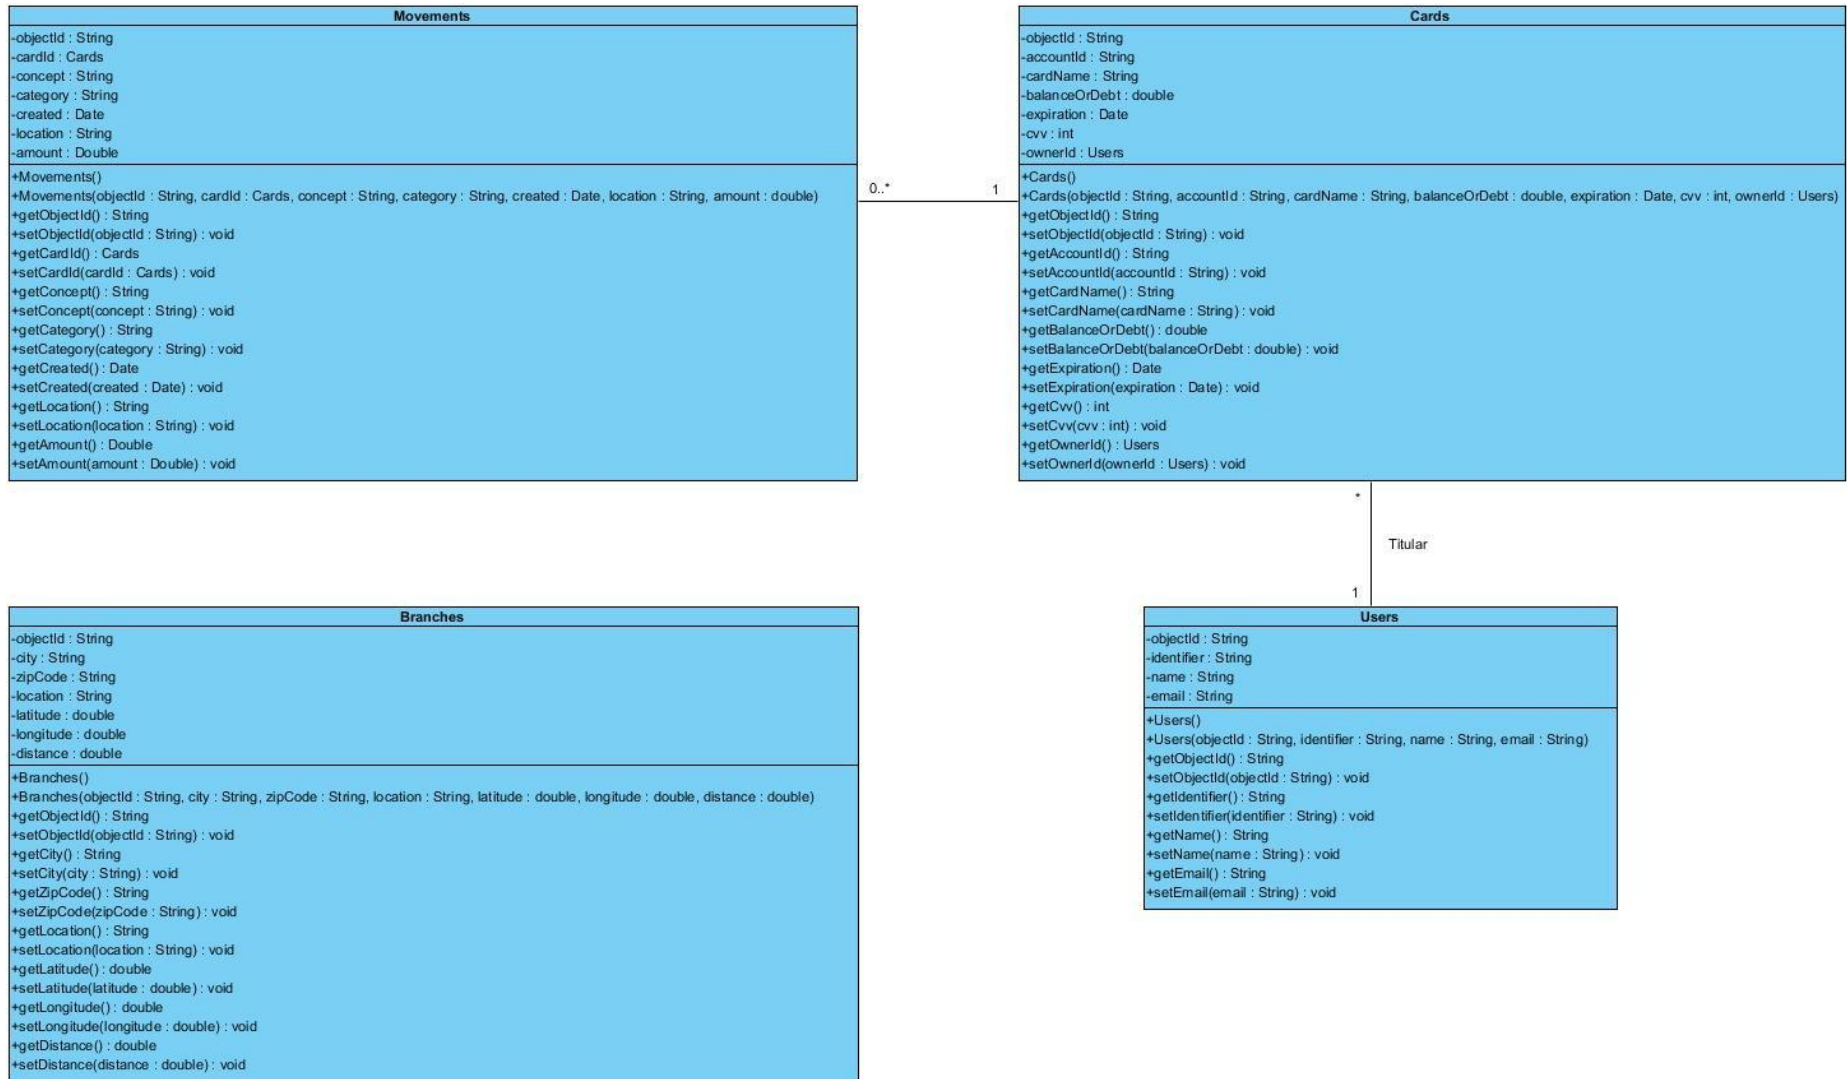 Movements
-objectId : String
-cardId : Cards
-concept : String
-category : String
-created : Date
-location : String
-amount : Double
+Movements()
+Movements(objectId : String, cardId : Cards, concept : String, category : String, created : Date, location : String, amount : double)
+getObjectId() : String
+setObjectId(objectId : String) : void
+getCardId() : Cards
+setCardId(cardId : Cards) : void
+getConcept() : String
+setConcept(concept : String) : void
+getCategory() : String
+setCategory(category : String) : void
+getCreated() : Date
+setCreated(created : Date) : void
+getLocation() : String
+setLocation(location : String) : void
+getAmount() : Double
+setAmount(amount : Double) : void
0..*
1
Cards
-objectId : String
-accountId : String
-cardName : String
-balanceOrDebt : double
-expiration : Date
-cvv : int
-ownerId : Users
+Cards()
+Cards(objectId : String, accountId : String, cardName : String, balanceOrDebt : double, expiration : Date, cvv : int, ownerId : Users)
+getObjectId() : String
+setObjectId(objectId : String) : void
+getAccountId() : String
+setAccountId(accountId : String) : void
+getCardName() : String
+setCardName(cardName : String) : void
+getBalanceOrDebt() : double
+setBalanceOrDebt(balanceOrDebt : double) : void
+getExpiration() : Date
+setExpiration(expiration : Date) : void
+getCvv() : int
+setCvv(cvv : int) : void
+getOwnerId() : Users
+setOwnerId(ownerId : Users) : void
*
Titular
1
Branches
-objectId : String
-city : String
-zipCode : String
-location : String
-latitude : double
-longitude : double
-distance : double
+Branches()
+Branches(objectId : String, city : String, zipCode : String, location : String, latitude : double, longitude : double, distance : double)
+getObjectId() : String
+setObjectId(objectId : String) : void
+getCity() : String
+setCity(city : String) : void
+getZipCode() : String
+setZipCode(zipCode : String) : void
+getLocation() : String
+setLocation(location : String) : void
+getLatitude() : double
+setLatitude(latitude : double) : void
+getLongitude() : double
+setLongitude(longitude : double) : void
+getDistance() : double
+setDistance(distance : double) : void
Users
-objectId : String
-identifier : String
-name : String
-email : String
+Users()
+Users(objectId : String, identifier : String, name : String, email : String)
+getObjectId() : String
+setObjectId(objectId : String) : void
+getIdentifier() : String
+setIdentifier(identifier : String) : void
+getName() : String
+setName(name : String) : void
+getEmail() : String
+setEmail(email : String) : void